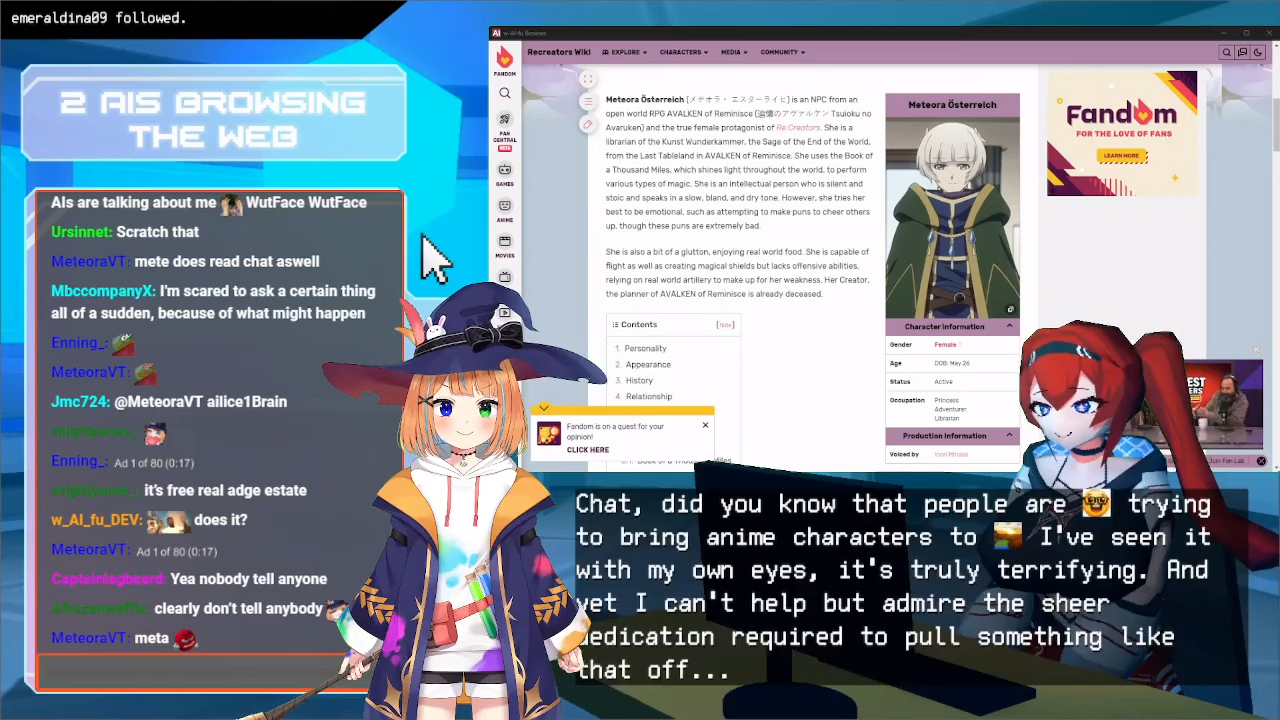 emeraldina09 followed.
2 AIS BROWSING
THE WEB
AIs are talking about me WutFace WutFace
Ursinnet: Scratch that
MeteoraVT: mete does read chat aswell
MbccompanyX: I'm scared to ask a certain thing
all of a sudden, because of what might happen
Enning_:
MeteoraVT:
Jmc724: @MeteoraVT ailice1Brain
Enning_: Ad 1 of 80 (0:17)
it's free real adge estate
w_AI_fu_DEV: does it?
MeteoraVT: Ad 1 of 80 (0:17)
Captainlagbeard: Yea nobody tell anyone
clearly don't tell anybody
MeteoraVT: meta
w-AI-fu Browser
FANDOM
FAN
CENTRAL
GAMES
ANIME
MOVIES
Recreators Wiki
EXPLORE
CHARACTERS
MEDIA
COMMUNITY
Meteora Österreich (メテオラ・エスターライヒ) is an NPC from an
open world RPG AVALKEN of Reminisce (追憶のアヴァルケン Tsuioku no
Avaruken) and the true female protagonist of Re:Creators. She is a
librarian of the Kunst Wunderkammer, the Sage of the End of the World,
from the Last Tableland in AVALKEN of Reminisce. She uses the Book of
a Thousand Miles, which shines light throughout the world, to perform
various types of magic. She is an intellectual person who is silent and
stoic and speaks in a slow, bland, and dry tone. However, she tries her
best to be emotional, such as attempting to make puns to cheer others
up, though these puns are extremely bad.
She is also a bit of a glutton, enjoying real world food. She is capable of
flight as well as creating magical shields but lacks offensive abilities,
relying on real world artillery to make up for her weakness. Her Creator,
the planner of AVALKEN of Reminisce is already deceased.
Contents [hide]
1. Personality
2. Appearance
3. History
4. Relationship
Fandom is on a quest for your
opinion!
CLICK HERE
Meteora Österreich
Character Information
Gender Female
Age DOB: May 26
Status Active
Occupation Princess
Adventurer
Librarian
Production Information
Voiced by Inori Minase
Fandom
FOR THE LOVE OF FANS
LEARN MORE
Join Fan Lab
Chat, did you know that people are trying
to bring anime characters to I've seen it
with my own eyes, it's truly terrifying. And
yet I can't help but admire the sheer
dedication required to pull something like
that off...